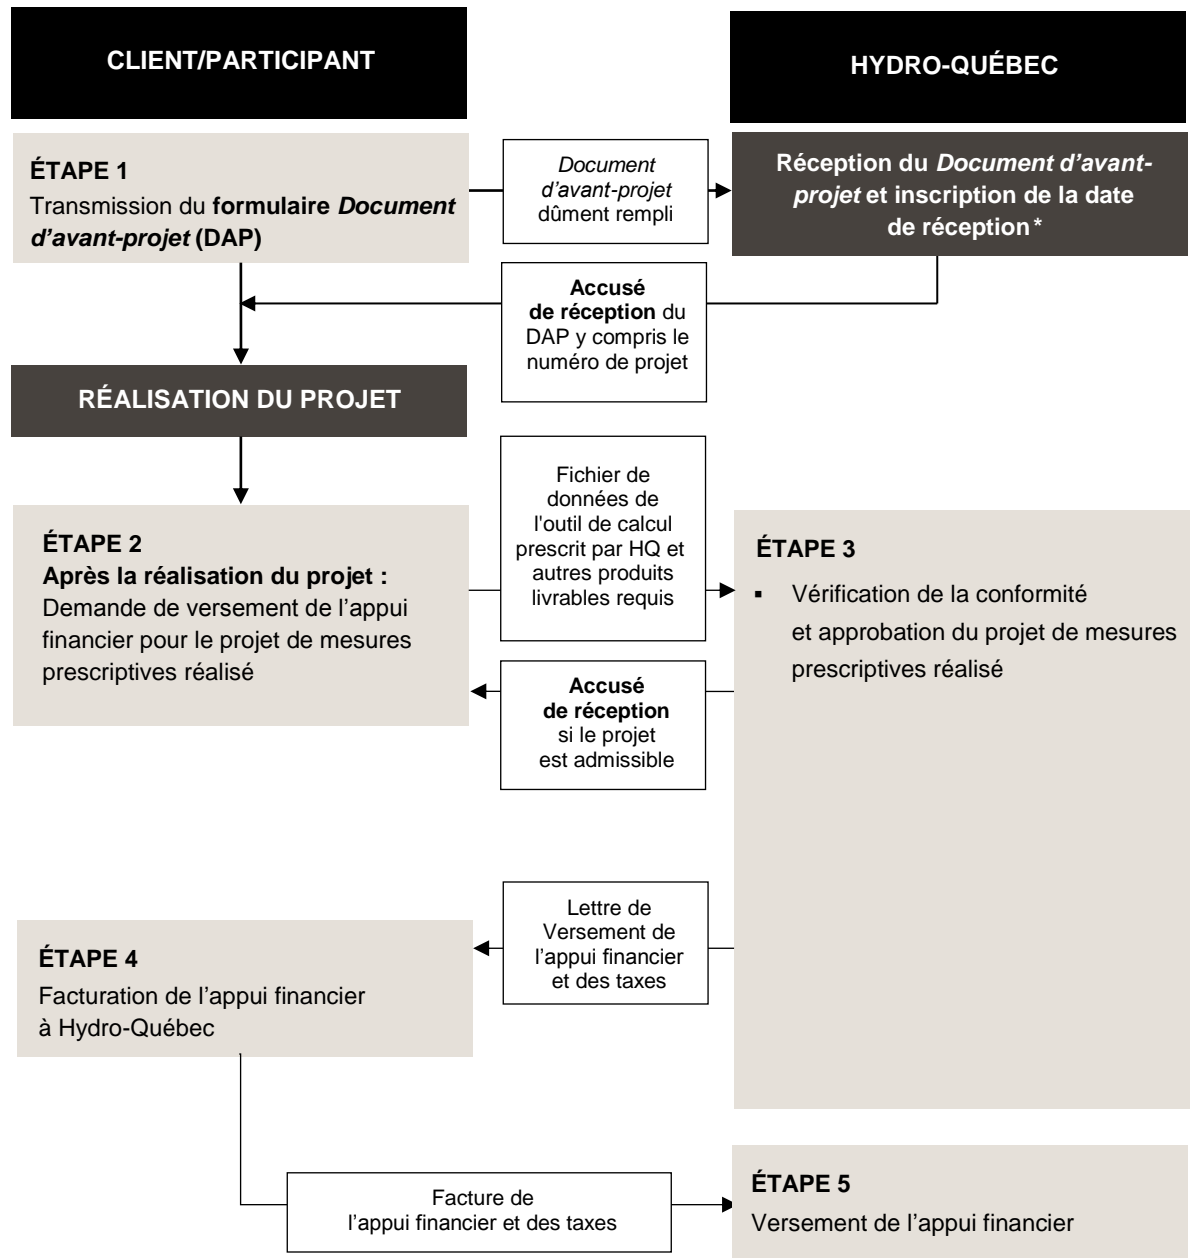 CLIENT/PARTICIPANT
HYDRO-QUÉBEC
ÉTAPE 1
Transmission du formulaire Document
d’avant-projet (DAP)
Document
d’avant-projet
dûment rempli
Réception du Document d’avant-
projet et inscription de la date
de réception*
Accusé
de réception du
DAP y compris le
numéro de projet
RÉALISATION DU PROJET
ÉTAPE 2
Après la réalisation du projet :
Demande de versement de l’appui
financier pour le projet de mesures
prescriptives réalisé
Fichier de
données de
l'outil de calcul
prescrit par HQ et
autres produits
livrables requis
ÉTAPE 3
▪ Vérification de la conformité
et approbation du projet de mesures
prescriptives réalisé
Accusé
de réception
si le projet
est admissible
Lettre de
Versement de
l’appui financier
et des taxes
ÉTAPE 4
Facturation de l’appui financier
à Hydro-Québec
Facture de
l’appui financier et des taxes
ÉTAPE 5
Versement de l’appui financier